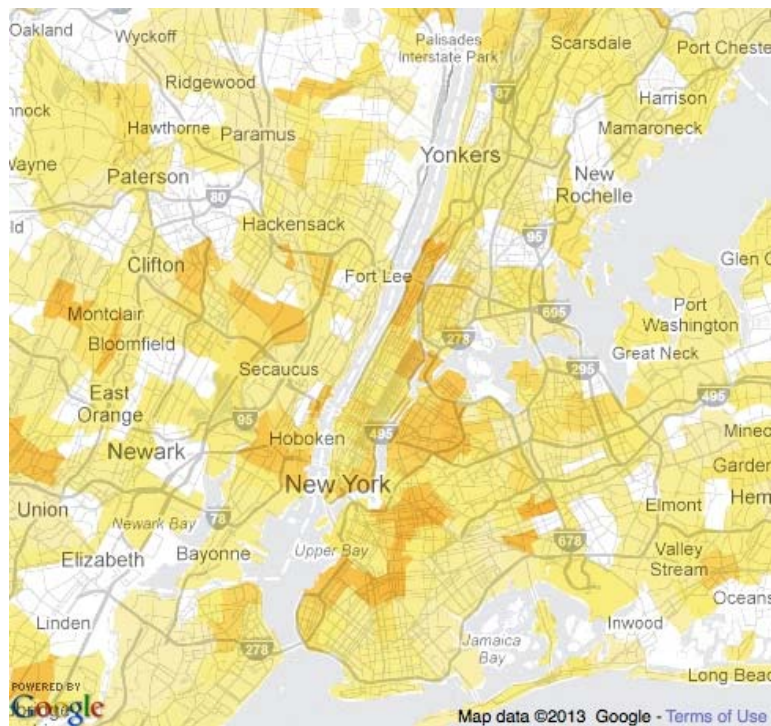 Oakland
Wyckoff
Palisades
Interstate Park
Scarsdale
Port Cheste
Ridgewood
87
Harrison
nnock
Hawthorne
Paramus
Mamaroneck
Wayne
Yonkers
Paterson
80
New
Rochelle
Hackensack
95
Clifton
Fort Lee
Glen C
Montclair
695
Port
Washington
Bloomfield
278
Great Neck
Secaucus
295
East
Orange
495
95
Hoboken
495
Mineo
Newark
Garden
New York
Hem
Union
Elmont
Newark Bay
78
678
Elizabeth
Bayonne
Upper Bay
Valley
Stream
Linden
Inwood
Oceans
278
Jamaica
Bay
Long Beac
POWERED BY
Google
Map data ©2013 Google - Terms of Use